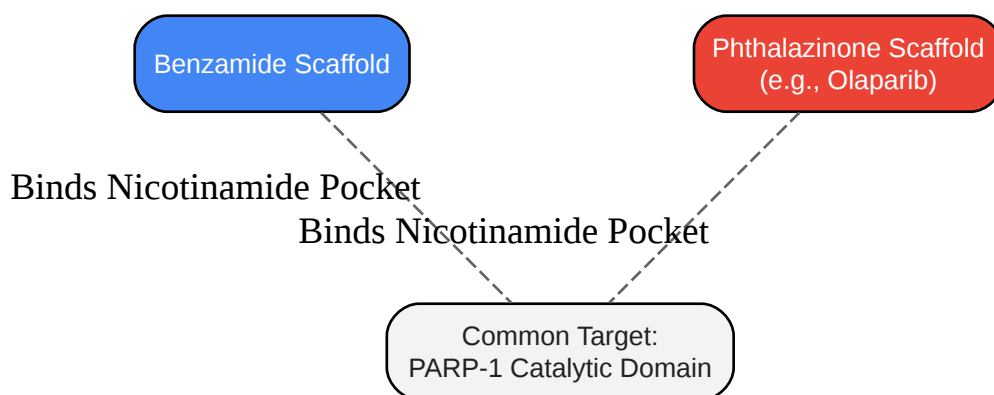 Benzamide Scaffold
Phthalazinone Scaffold
(e.g., Olaparib)
Binds Nicotinamide Pocket
Binds Nicotinamide Pocket
Common Target:
PARP-1 Catalytic Domain